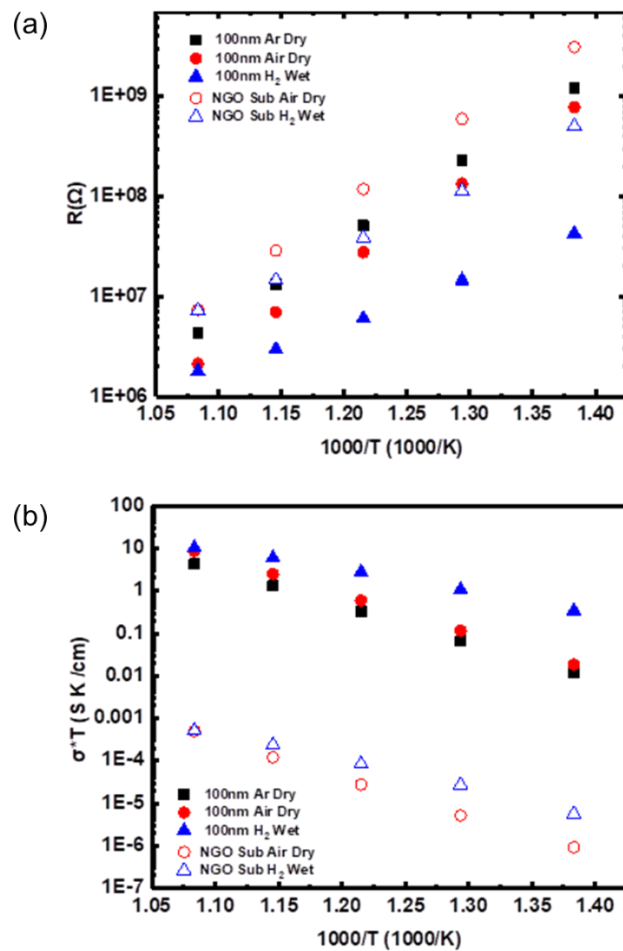 (a)
100nm Ar Dry
100nm Air Dry
100nm H₂ Wet
NGO Sub Air Dry
NGO Sub H₂ Wet
1E+09
1E+08
1E+07
1E+06
R(Ω)
1.05 1.10 1.15 1.20 1.25 1.30 1.35 1.40
1000/T (1000/K)
(b)
100
10
1
0.1
0.01
0.001
1E-4
1E-5
1E-6
1E-7
σ*T (S K /cm)
100nm Ar Dry
100nm Air Dry
100nm H₂ Wet
NGO Sub Air Dry
NGO Sub H₂ Wet
1.05 1.10 1.15 1.20 1.25 1.30 1.35 1.40
1000/T (1000/K)